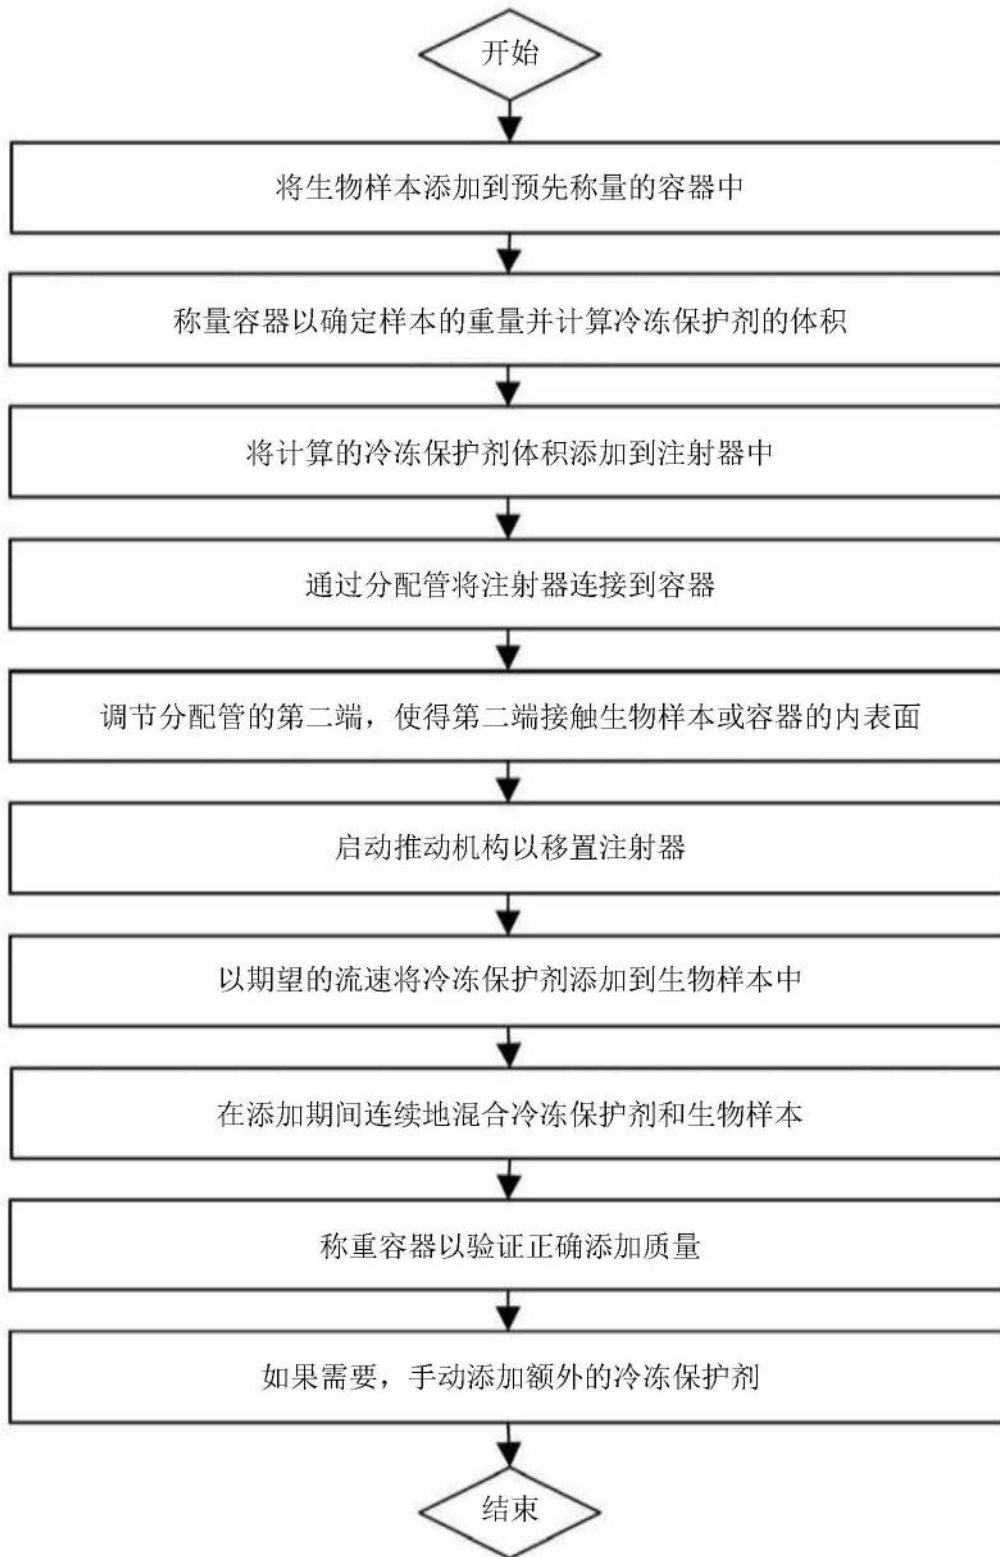 开始
将生物样本添加到预先称量的容器中
称量容器以确定样本的重量并计算冷冻保护剂的体积
将计算的冷冻保护剂体积添加到注射器中
通过分配管将注射器连接到容器
调节分配管的第二端，使得第二端接触生物样本或容器的内表面
启动推动机构以移置注射器
以期望的流速将冷冻保护剂添加到生物样本中
在添加期间连续地混合冷冻保护剂和生物样本
称重容器以验证正确添加质量
如果需要，手动添加额外的冷冻保护剂
结束